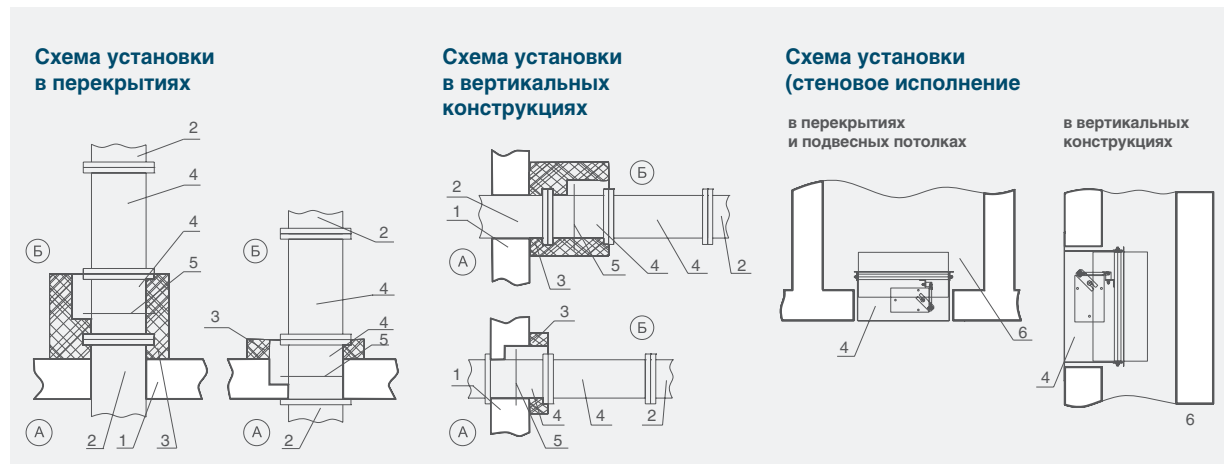 Схема установки
в перекрытиях
2
4
4
Б
5
Б
2
4
3
4
5
А
2
1
3
А
2
Схема установки
в вертикальных
конструкциях
Б
2
1
А
3
5
4
4
2
3
Б
1
4
4
2
А
5
Схема установки
(стеновое исполнение
в перекрытиях
и подвесных потолках
4
6
в вертикальных
конструкциях
4
6